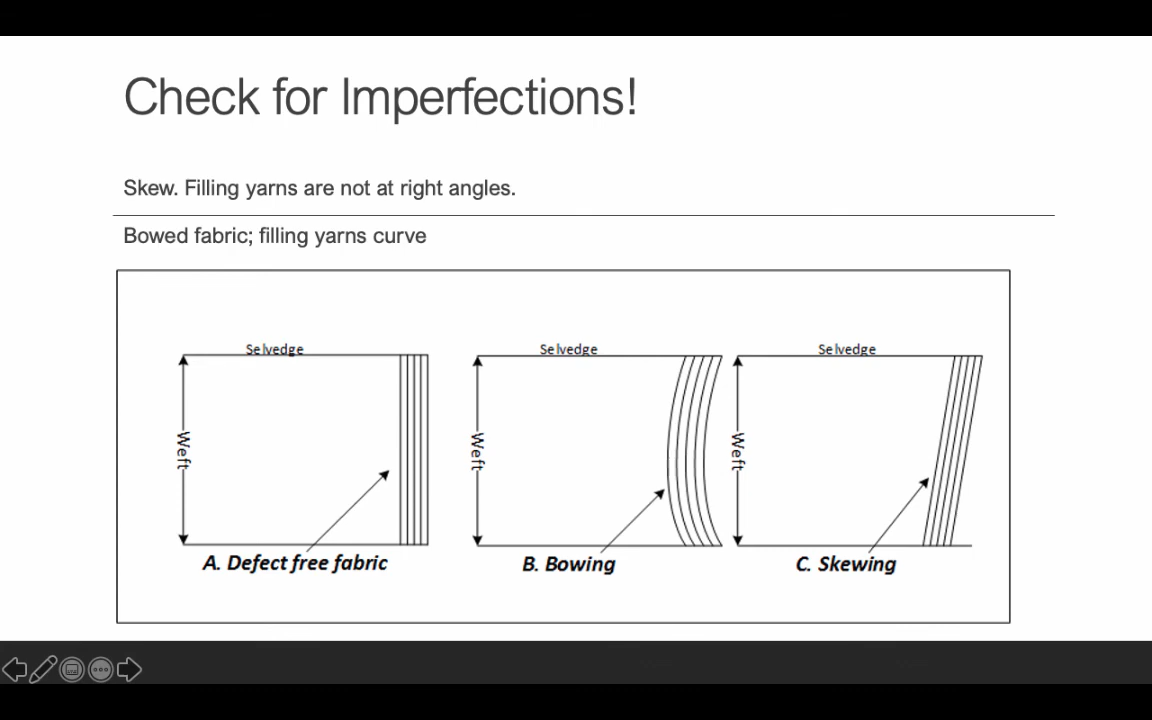 Check for Imperfections!
Skew. Filling yarns are not at right angles.
Bowed fabric; filling yarns curve
Selvedge
Selvedge
Selvedge
Weft
Weft
Weft
A. Defect free fabric
B. Bowing
C. Skewing